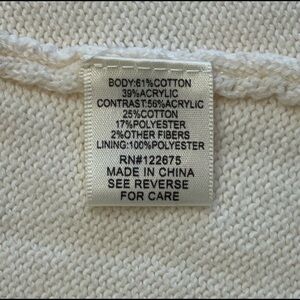 BODY:61%COTTON
39%ACRYLIC
CONTRAST:56%ACRYLIC
25%COTTON
17%POLYESTER
2%OTHER FIBERS
LINING:100%POLYESTER
RN#122675
MADE IN CHINA
SEE REVERSE
FOR CARE